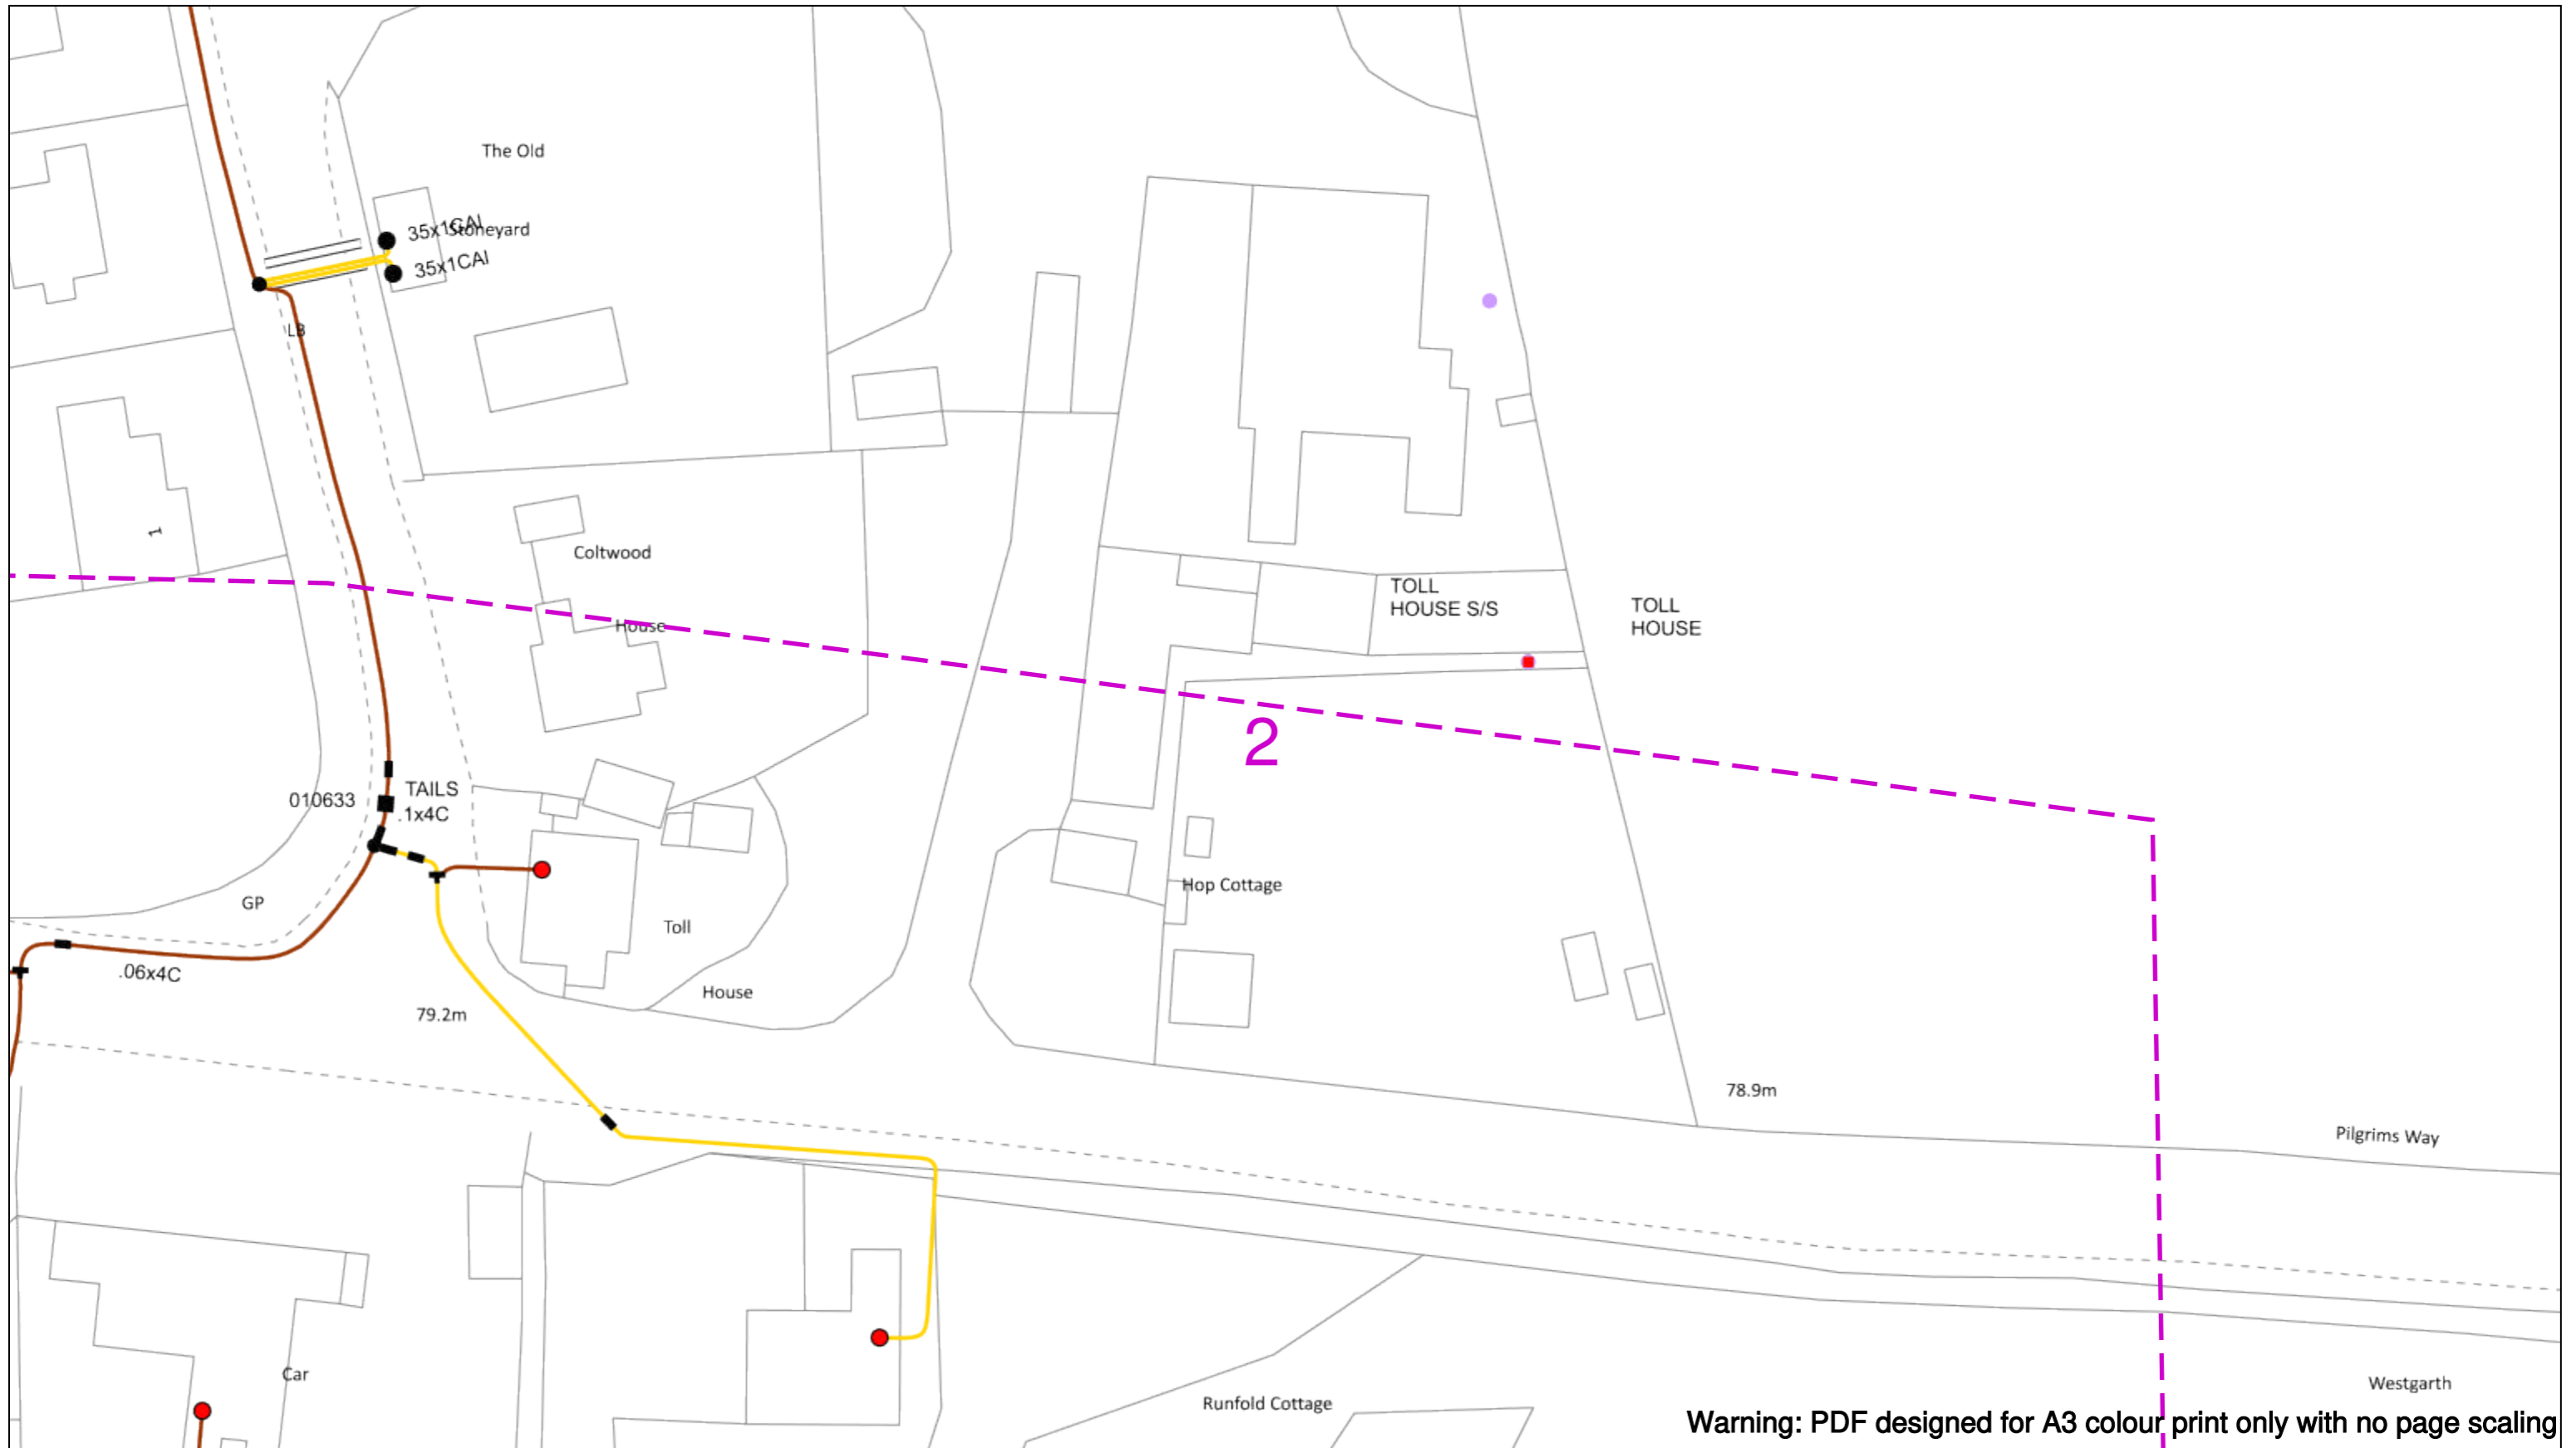 The Old
35x1CAl
Stoneyard
35x1CAl
LB
1
Coltwood
House
TOLL
HOUSE S/S
TOLL
HOUSE
2
TAILS
010633
.1x4C
Hop Cottage
GP
Toll
.06x4C
House
79.2m
78.9m
Pilgrims Way
Car
Westgarth
Runfold Cottage
Warning: PDF designed for A3 colour print only with no page scaling